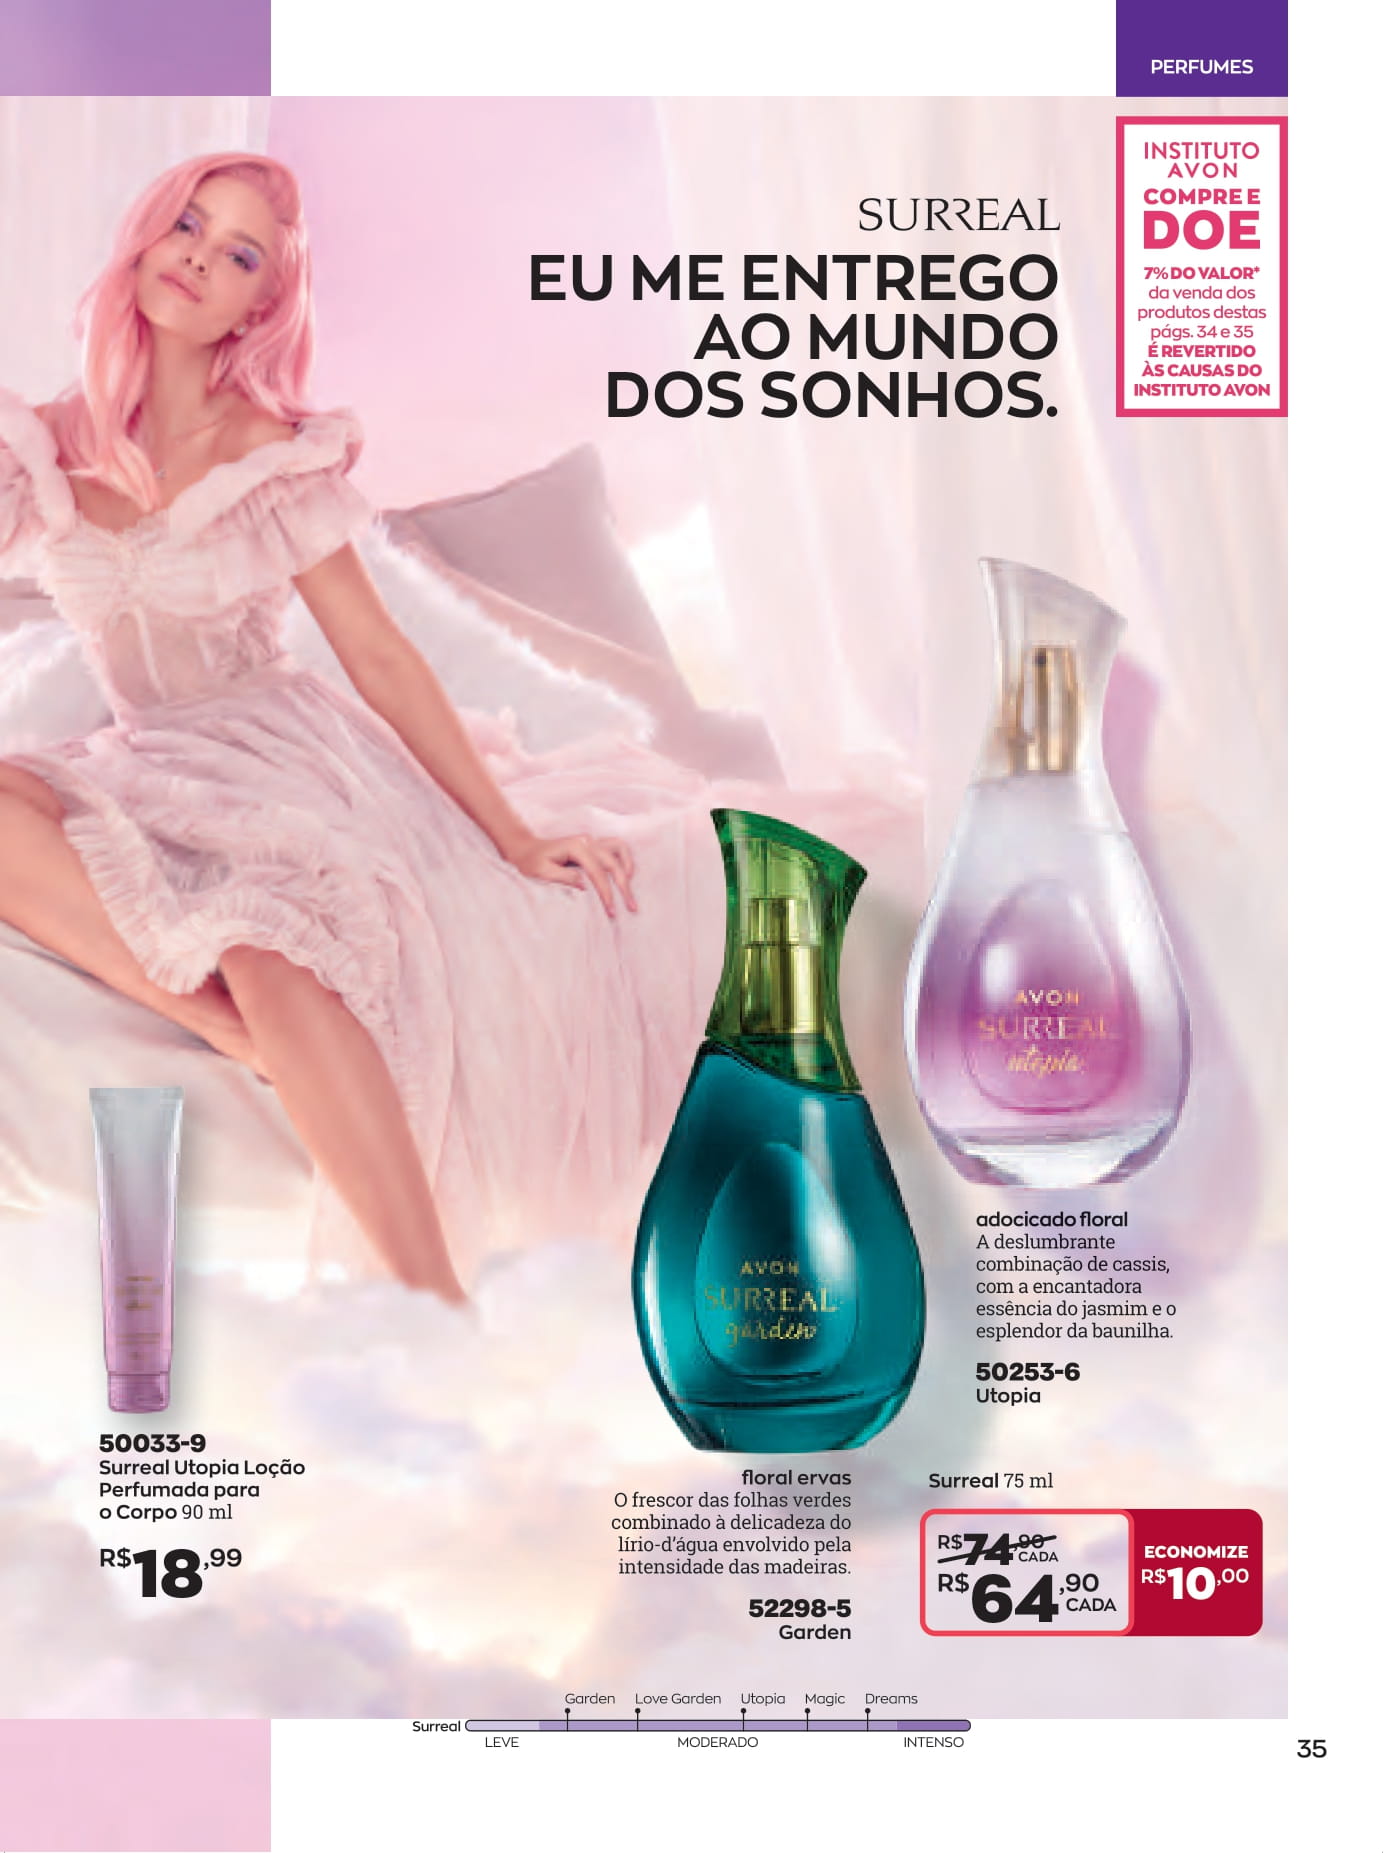 PERFUMES
INSTITUTO
AVON
COMPRE E
DOE
7% DO VALOR*
da venda dos
produtos destas
págs. 34 e 35
É REVERTIDO
ÀS CAUSAS DO
INSTITUTO AVON
SURREAL
EU ME ENTREGO
AO MUNDO
DOS SONHOS.
AVON
SURREAL
utopia
AVON
SURREAL
garden
adocicado floral
A deslumbrante
combinação de cassis,
com a encantadora
essência do jasmim e o
esplendor da baunilha.
50253-6
Utopia
50033-9
Surreal Utopia Loção
Perfumada para
o Corpo 90 ml
R$18,99
floral ervas
O frescor das folhas verdes
combinado à delicadeza do
lírio-d’água envolvido pela
intensidade das madeiras.
52298-5
Garden
Surreal 75 ml
R$74,90 CADA
R$64,90 CADA
ECONOMIZE
R$10,00
Garden Love Garden Utopia Magic Dreams
Surreal
LEVE MODERADO INTENSO
35